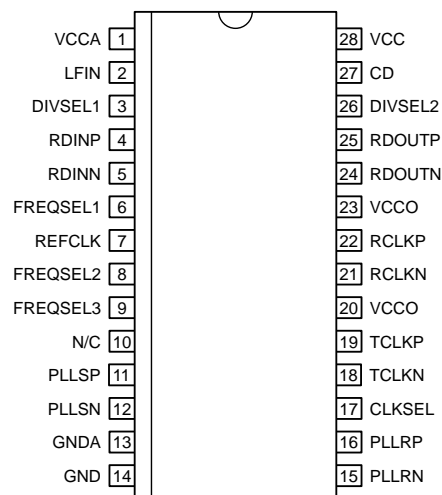 VCCA 1 28 VCC
LFIN 2 27 CD
DIVSEL1 3 26 DIVSEL2
RDINP 4 25 RDOUTP
RDINN 5 24 RDOUTN
FREQSEL1 6 23 VCCO
REFCLK 7 22 RCLKP
FREQSEL2 8 21 RCLKN
FREQSEL3 9 20 VCCO
N/C 10 19 TCLKP
PLLSP 11 18 TCLKN
PLLSN 12 17 CLKSEL
GNDA 13 16 PLLRP
GND 14 15 PLLRN